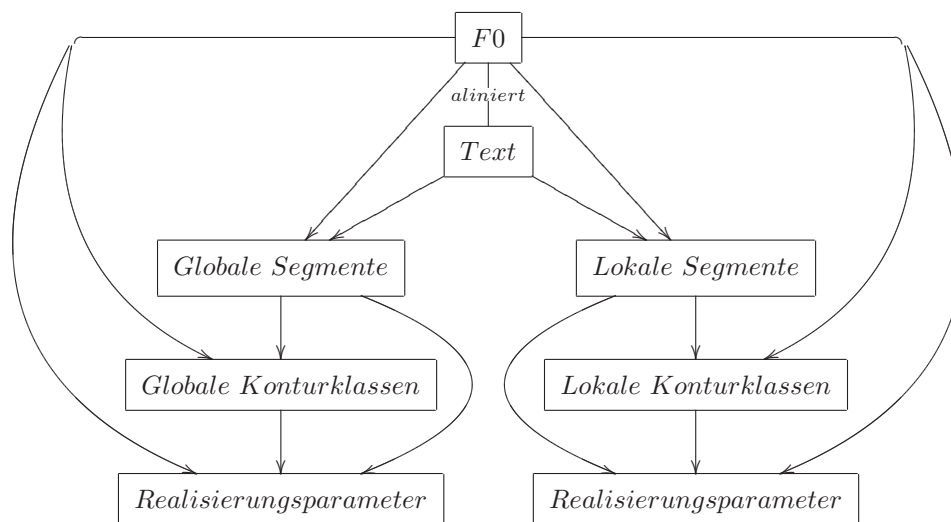 F0
aliniert
Text
Globale Segmente
Lokale Segmente
Globale Konturklassen
Lokale Konturklassen
Realisierungsparameter
Realisierungsparameter